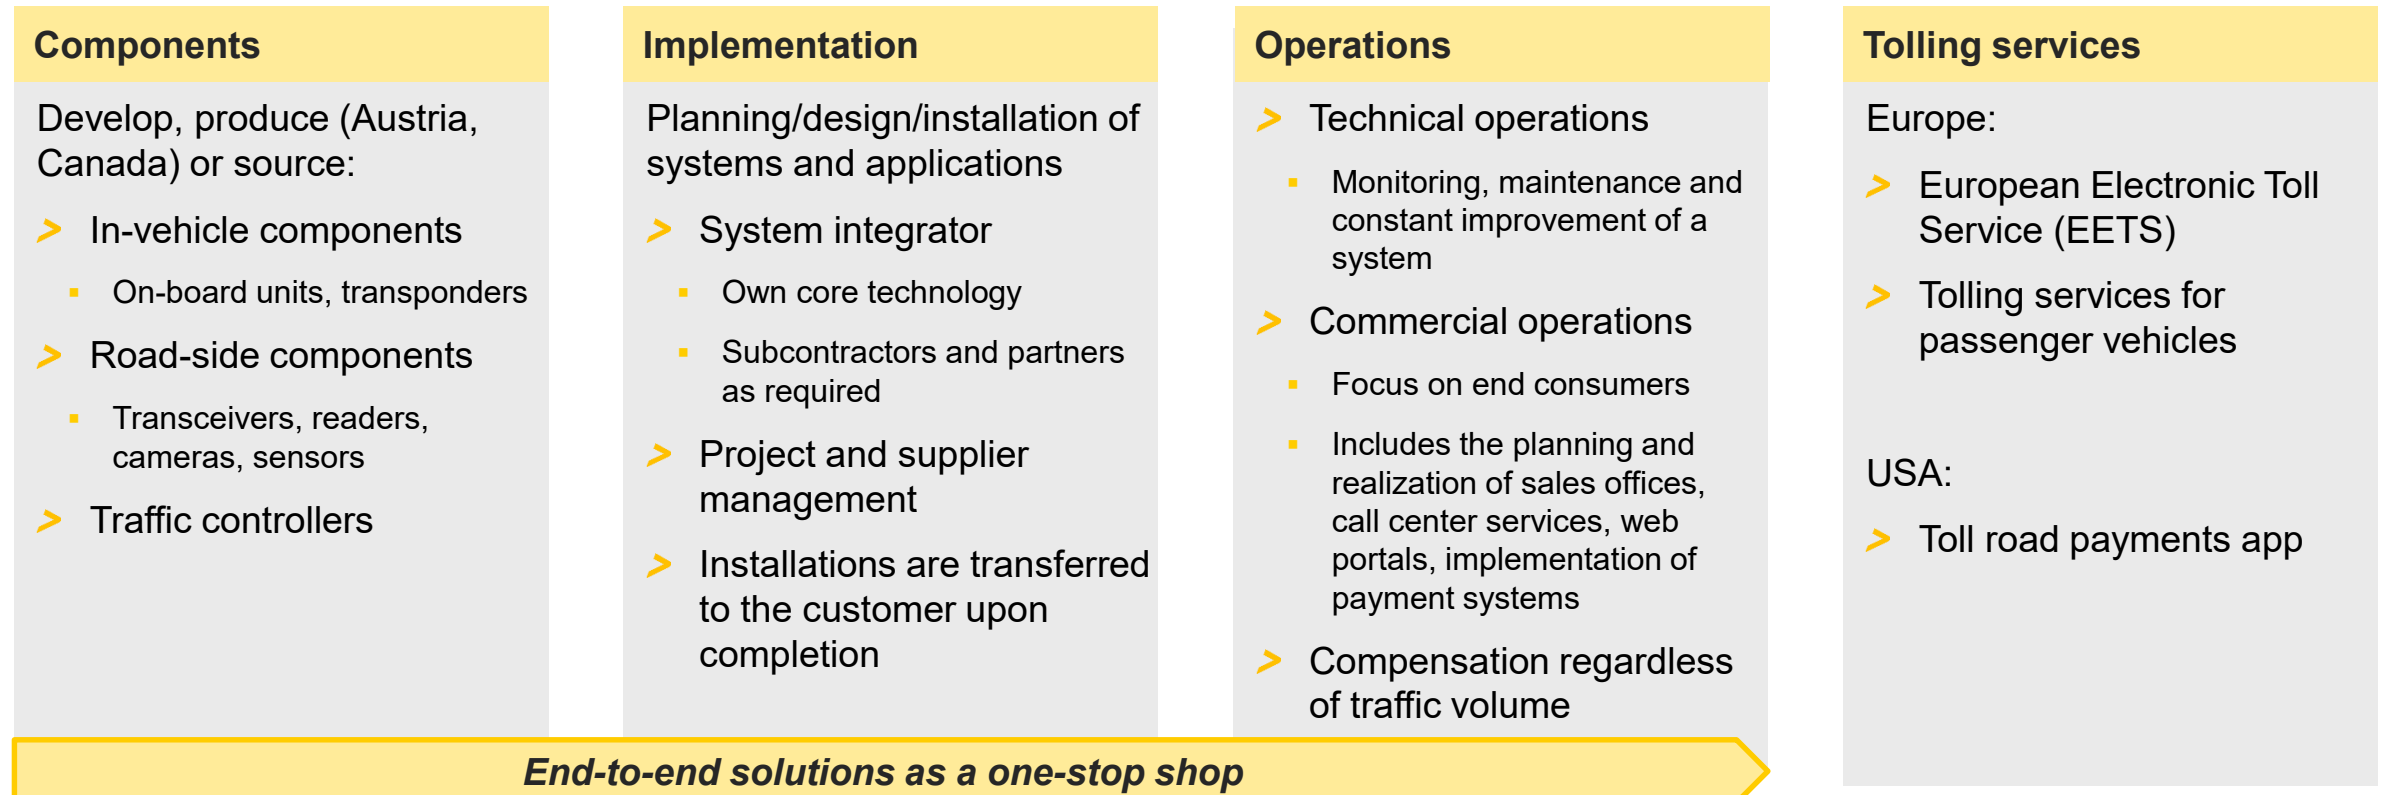 Components
Develop, produce (Austria,
Canada) or source:
> In-vehicle components
▪ On-board units, transponders
> Road-side components
▪ Transceivers, readers,
cameras, sensors
> Traffic controllers
Implementation
Planning/design/installation of
systems and applications
> System integrator
▪ Own core technology
▪ Subcontractors and partners
as required
> Project and supplier
management
> Installations are transferred
to the customer upon
completion
Operations
> Technical operations
▪ Monitoring, maintenance and
constant improvement of a
system
> Commercial operations
▪ Focus on end consumers
▪ Includes the planning and
realization of sales offices,
call center services, web
portals, implementation of
payment systems
> Compensation regardless
of traffic volume
End-to-end solutions as a one-stop shop
Tolling services
Europe:
> European Electronic Toll
Service (EETS)
> Tolling services for
passenger vehicles
USA:
> Toll road payments app